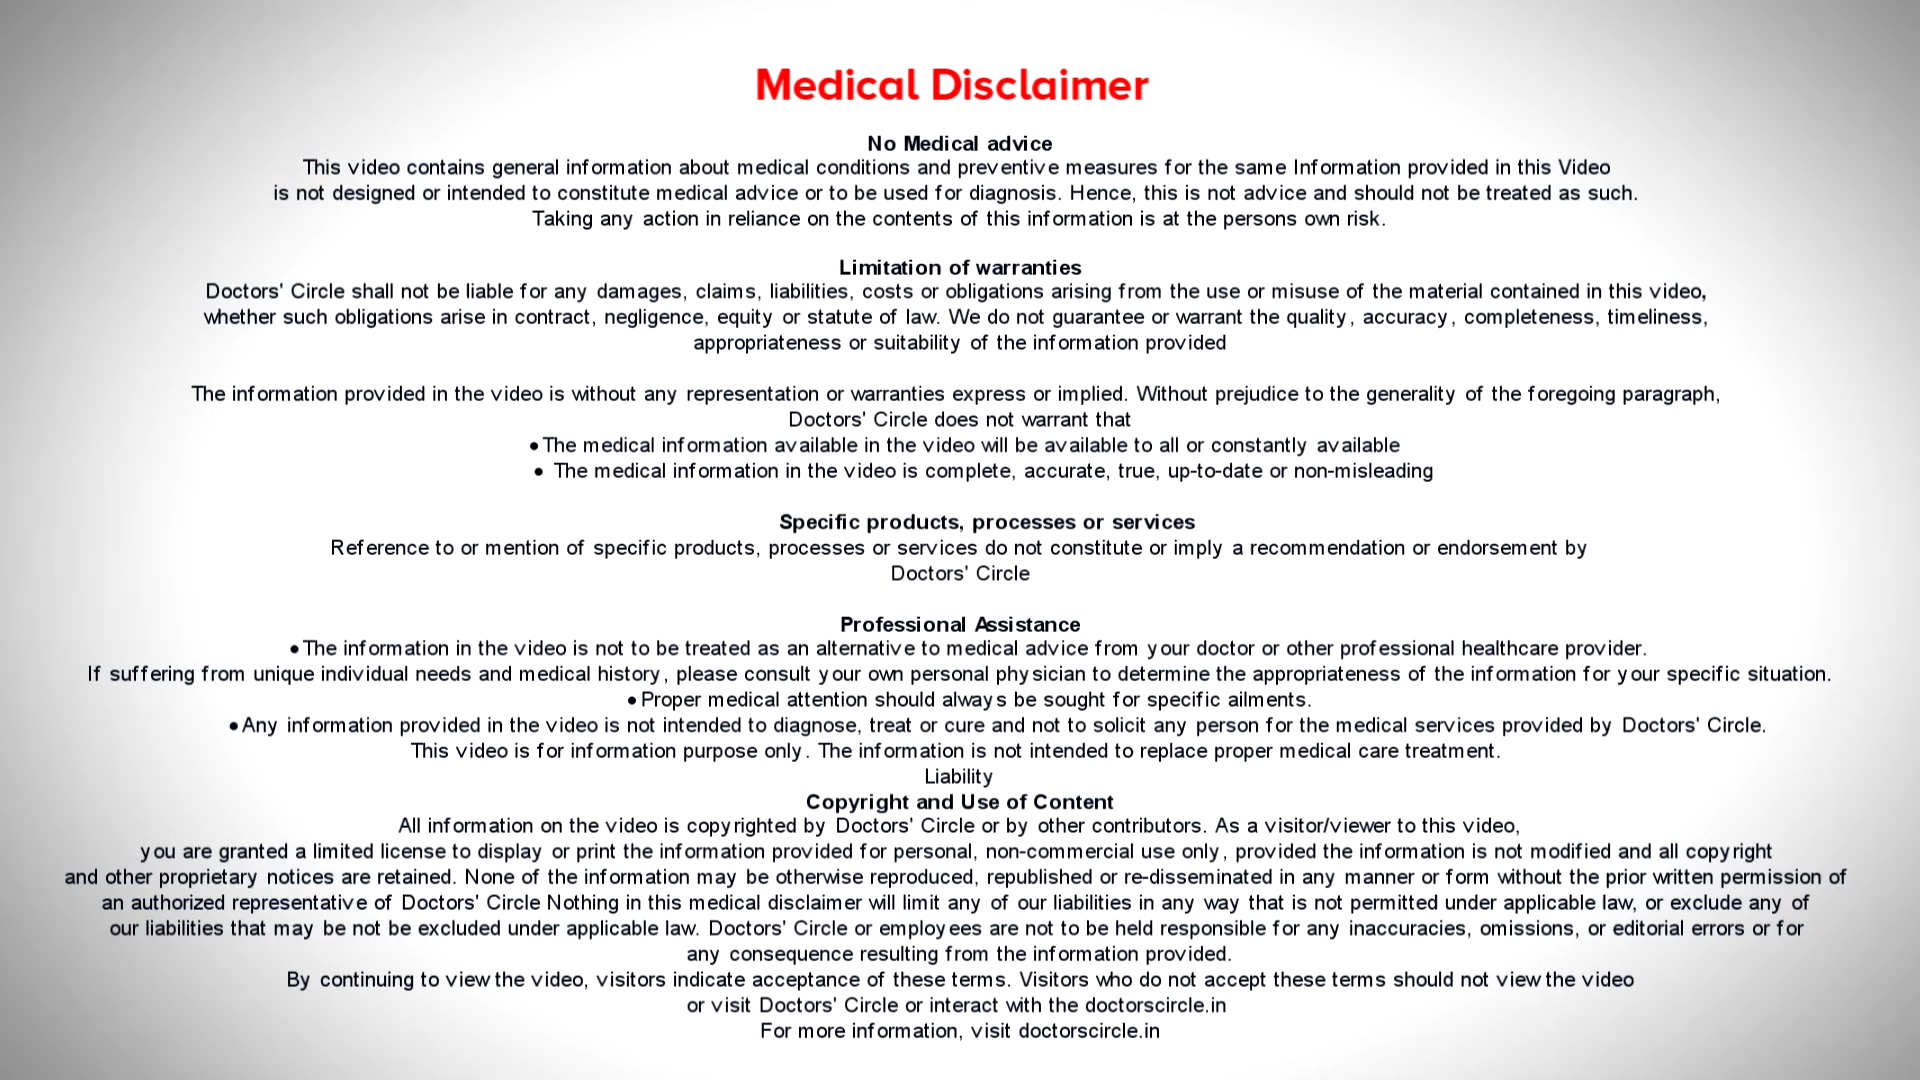 Medical Disclaimer
No Medical advice
This video contains general information about medical conditions and preventive measures for the same Information provided in this Video
is not designed or intended to constitute medical advice or to be used for diagnosis. Hence, this is not advice and should not be treated as such.
Taking any action in reliance on the contents of this information is at the persons own risk.
Limitation of warranties
Doctors' Circle shall not be liable for any damages, claims, liabilities, costs or obligations arising from the use or misuse of the material contained in this video,
whether such obligations arise in contract, negligence, equity or statute of law. We do not guarantee or warrant the quality, accuracy, completeness, timeliness,
appropriateness or suitability of the information provided
The information provided in the video is without any representation or warranties express or implied. Without prejudice to the generality of the foregoing paragraph,
Doctors' Circle does not warrant that
•The medical information available in the video will be available to all or constantly available
• The medical information in the video is complete, accurate, true, up-to-date or non-misleading
Specific products, processes or services
Reference to or mention of specific products, processes or services do not constitute or imply a recommendation or endorsement by
Doctors' Circle
Professional Assistance
•The information in the video is not to be treated as an alternative to medical advice from your doctor or other professional healthcare provider.
If suffering from unique individual needs and medical history, please consult your own personal physician to determine the appropriateness of the information for your specific situation.
•Proper medical attention should always be sought for specific ailments.
•Any information provided in the video is not intended to diagnose, treat or cure and not to solicit any person for the medical services provided by Doctors' Circle.
This video is for information purpose only. The information is not intended to replace proper medical care treatment.
Liability
Copyright and Use of Content
All information on the video is copyrighted by Doctors' Circle or by other contributors. As a visitor/viewer to this video,
you are granted a limited license to display or print the information provided for personal, non-commercial use only, provided the information is not modified and all copyright
and other proprietary notices are retained. None of the information may be otherwise reproduced, republished or re-disseminated in any manner or form without the prior written permission of
an authorized representative of Doctors' Circle Nothing in this medical disclaimer will limit any of our liabilities in any way that is not permitted under applicable law, or exclude any of
our liabilities that may be not be excluded under applicable law. Doctors' Circle or employees are not to be held responsible for any inaccuracies, omissions, or editorial errors or for
any consequence resulting from the information provided.
By continuing to view the video, visitors indicate acceptance of these terms. Visitors who do not accept these terms should not view the video
or visit Doctors' Circle or interact with the doctorscircle.in
For more information, visit doctorscircle.in